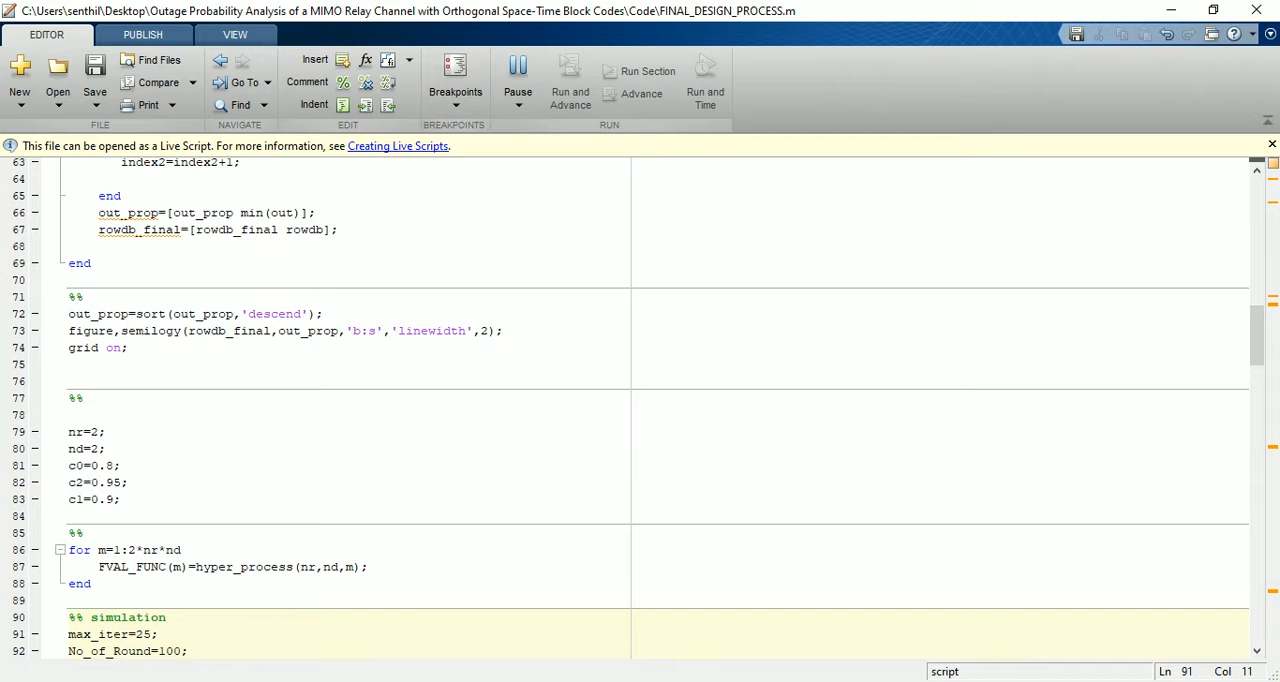 C:\Users\senthil\Desktop\Outage Probability Analysis of a MIMO Relay Channel with Orthogonal Space-Time Block Codes\Code\FINAL_DESIGN_PROCESS.m
EDITOR PUBLISH VIEW
New Open Save Find Files Compare Print
Go To Find
Insert fx
Comment
Indent
Breakpoints Pause Run and Advance Run Section Advance Run and Time
FILE NAVIGATE EDIT BREAKPOINTS RUN
This file can be opened as a Live Script. For more information, see Creating Live Scripts.
63 index2=index2+1;
64
65 end
66 out_prop=[out_prop min(out)];
67 rowdb_final=[rowdb_final rowdb];
68
69 end
70
71 %%
72 out_prop=sort(out_prop,'descend');
73 figure,semilogy(rowdb_final,out_prop,'b:s','linewidth',2);
74 grid on;
75
76
77 %%
78
79 nr=2;
80 nd=2;
81 c0=0.8;
82 c2=0.95;
83 c1=0.9;
84
85 %%
86 for m=1:2*nr*nd
87 FVAL_FUNC(m)=hyper_process(nr,nd,m);
88 end
89
90 %% simulation
91 max_iter=25;
92 No_of_Round=100;
script Ln 91 Col 11